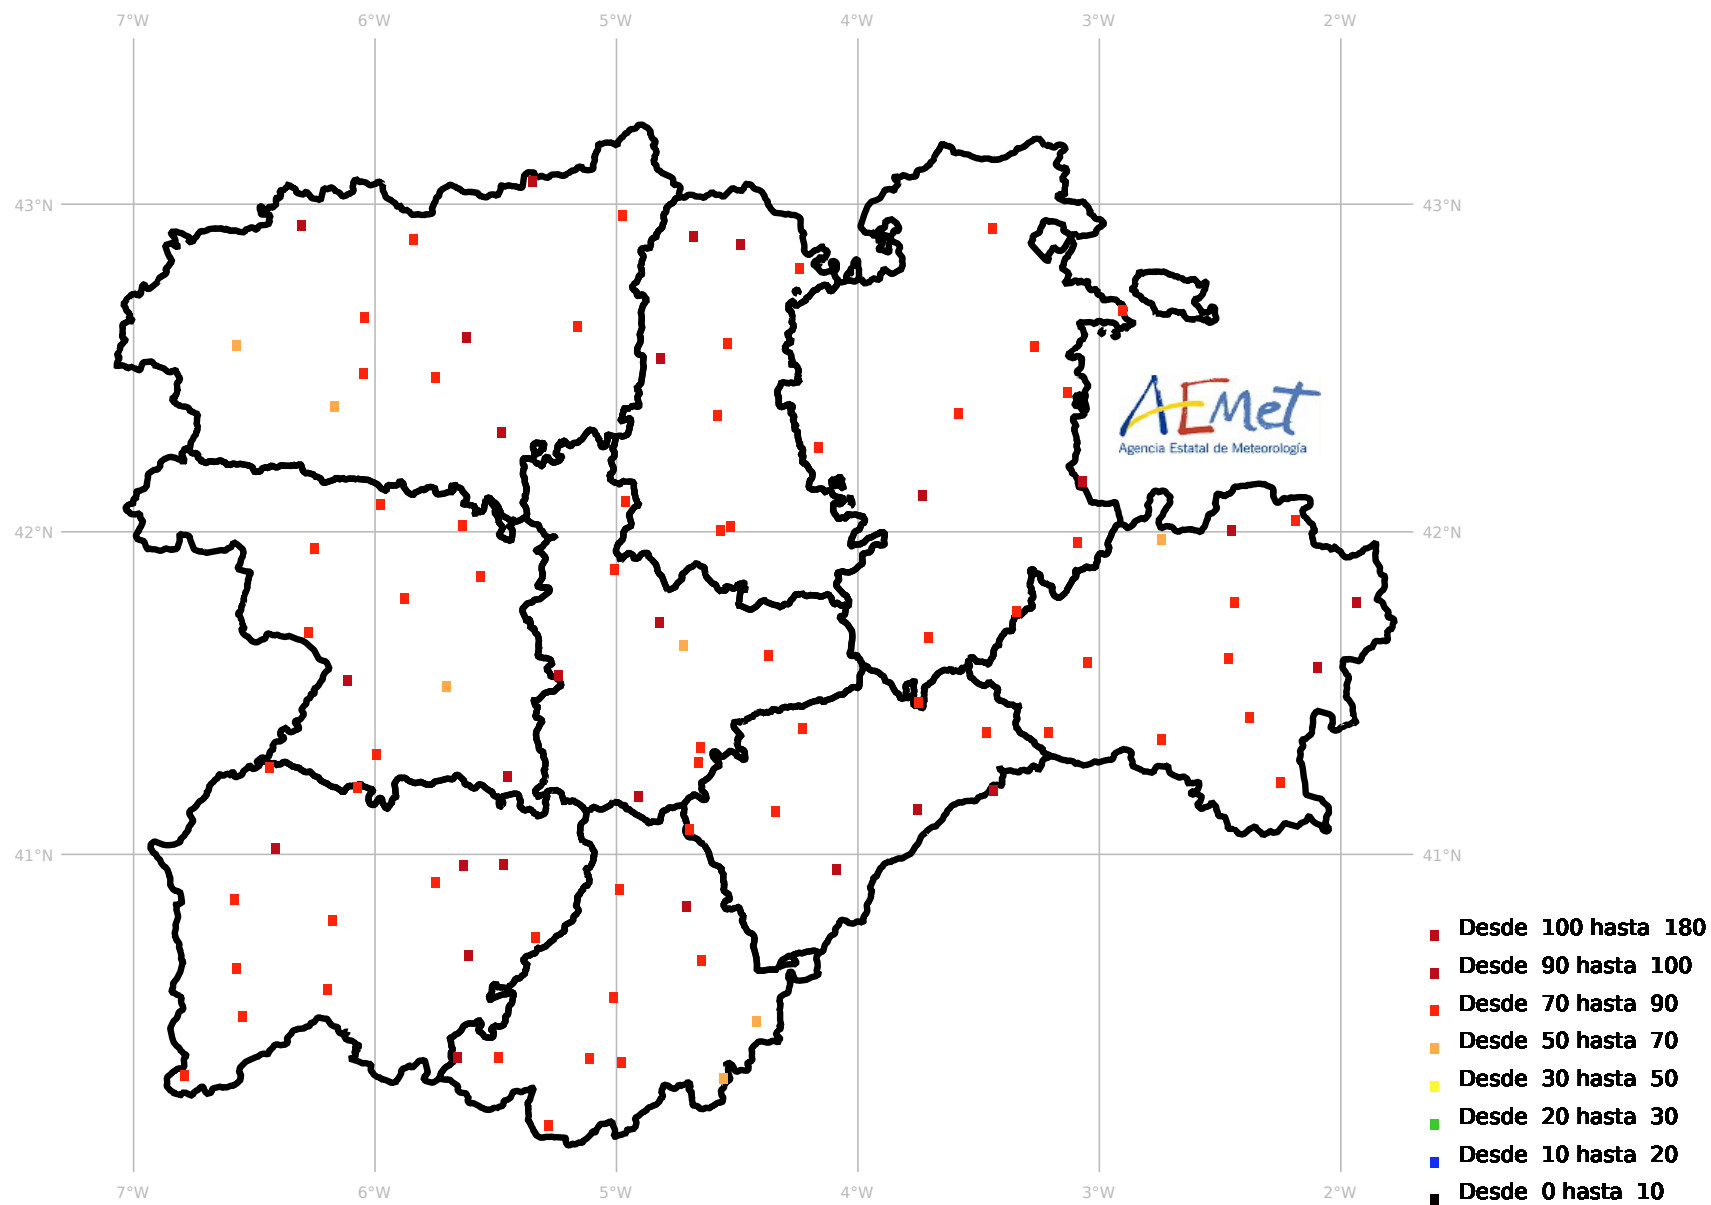 7°W 6°W 5°W 4°W 3°W 2°W
43°N 43°N
AEMet
Agencia Estatal de Meteorología
42°N 42°N
41°N 41°N
Desde 100 hasta 180
Desde 90 hasta 100
Desde 70 hasta 90
Desde 50 hasta 70
Desde 30 hasta 50
Desde 20 hasta 30
Desde 10 hasta 20
Desde 0 hasta 10
7°W 6°W 5°W 4°W 3°W 2°W